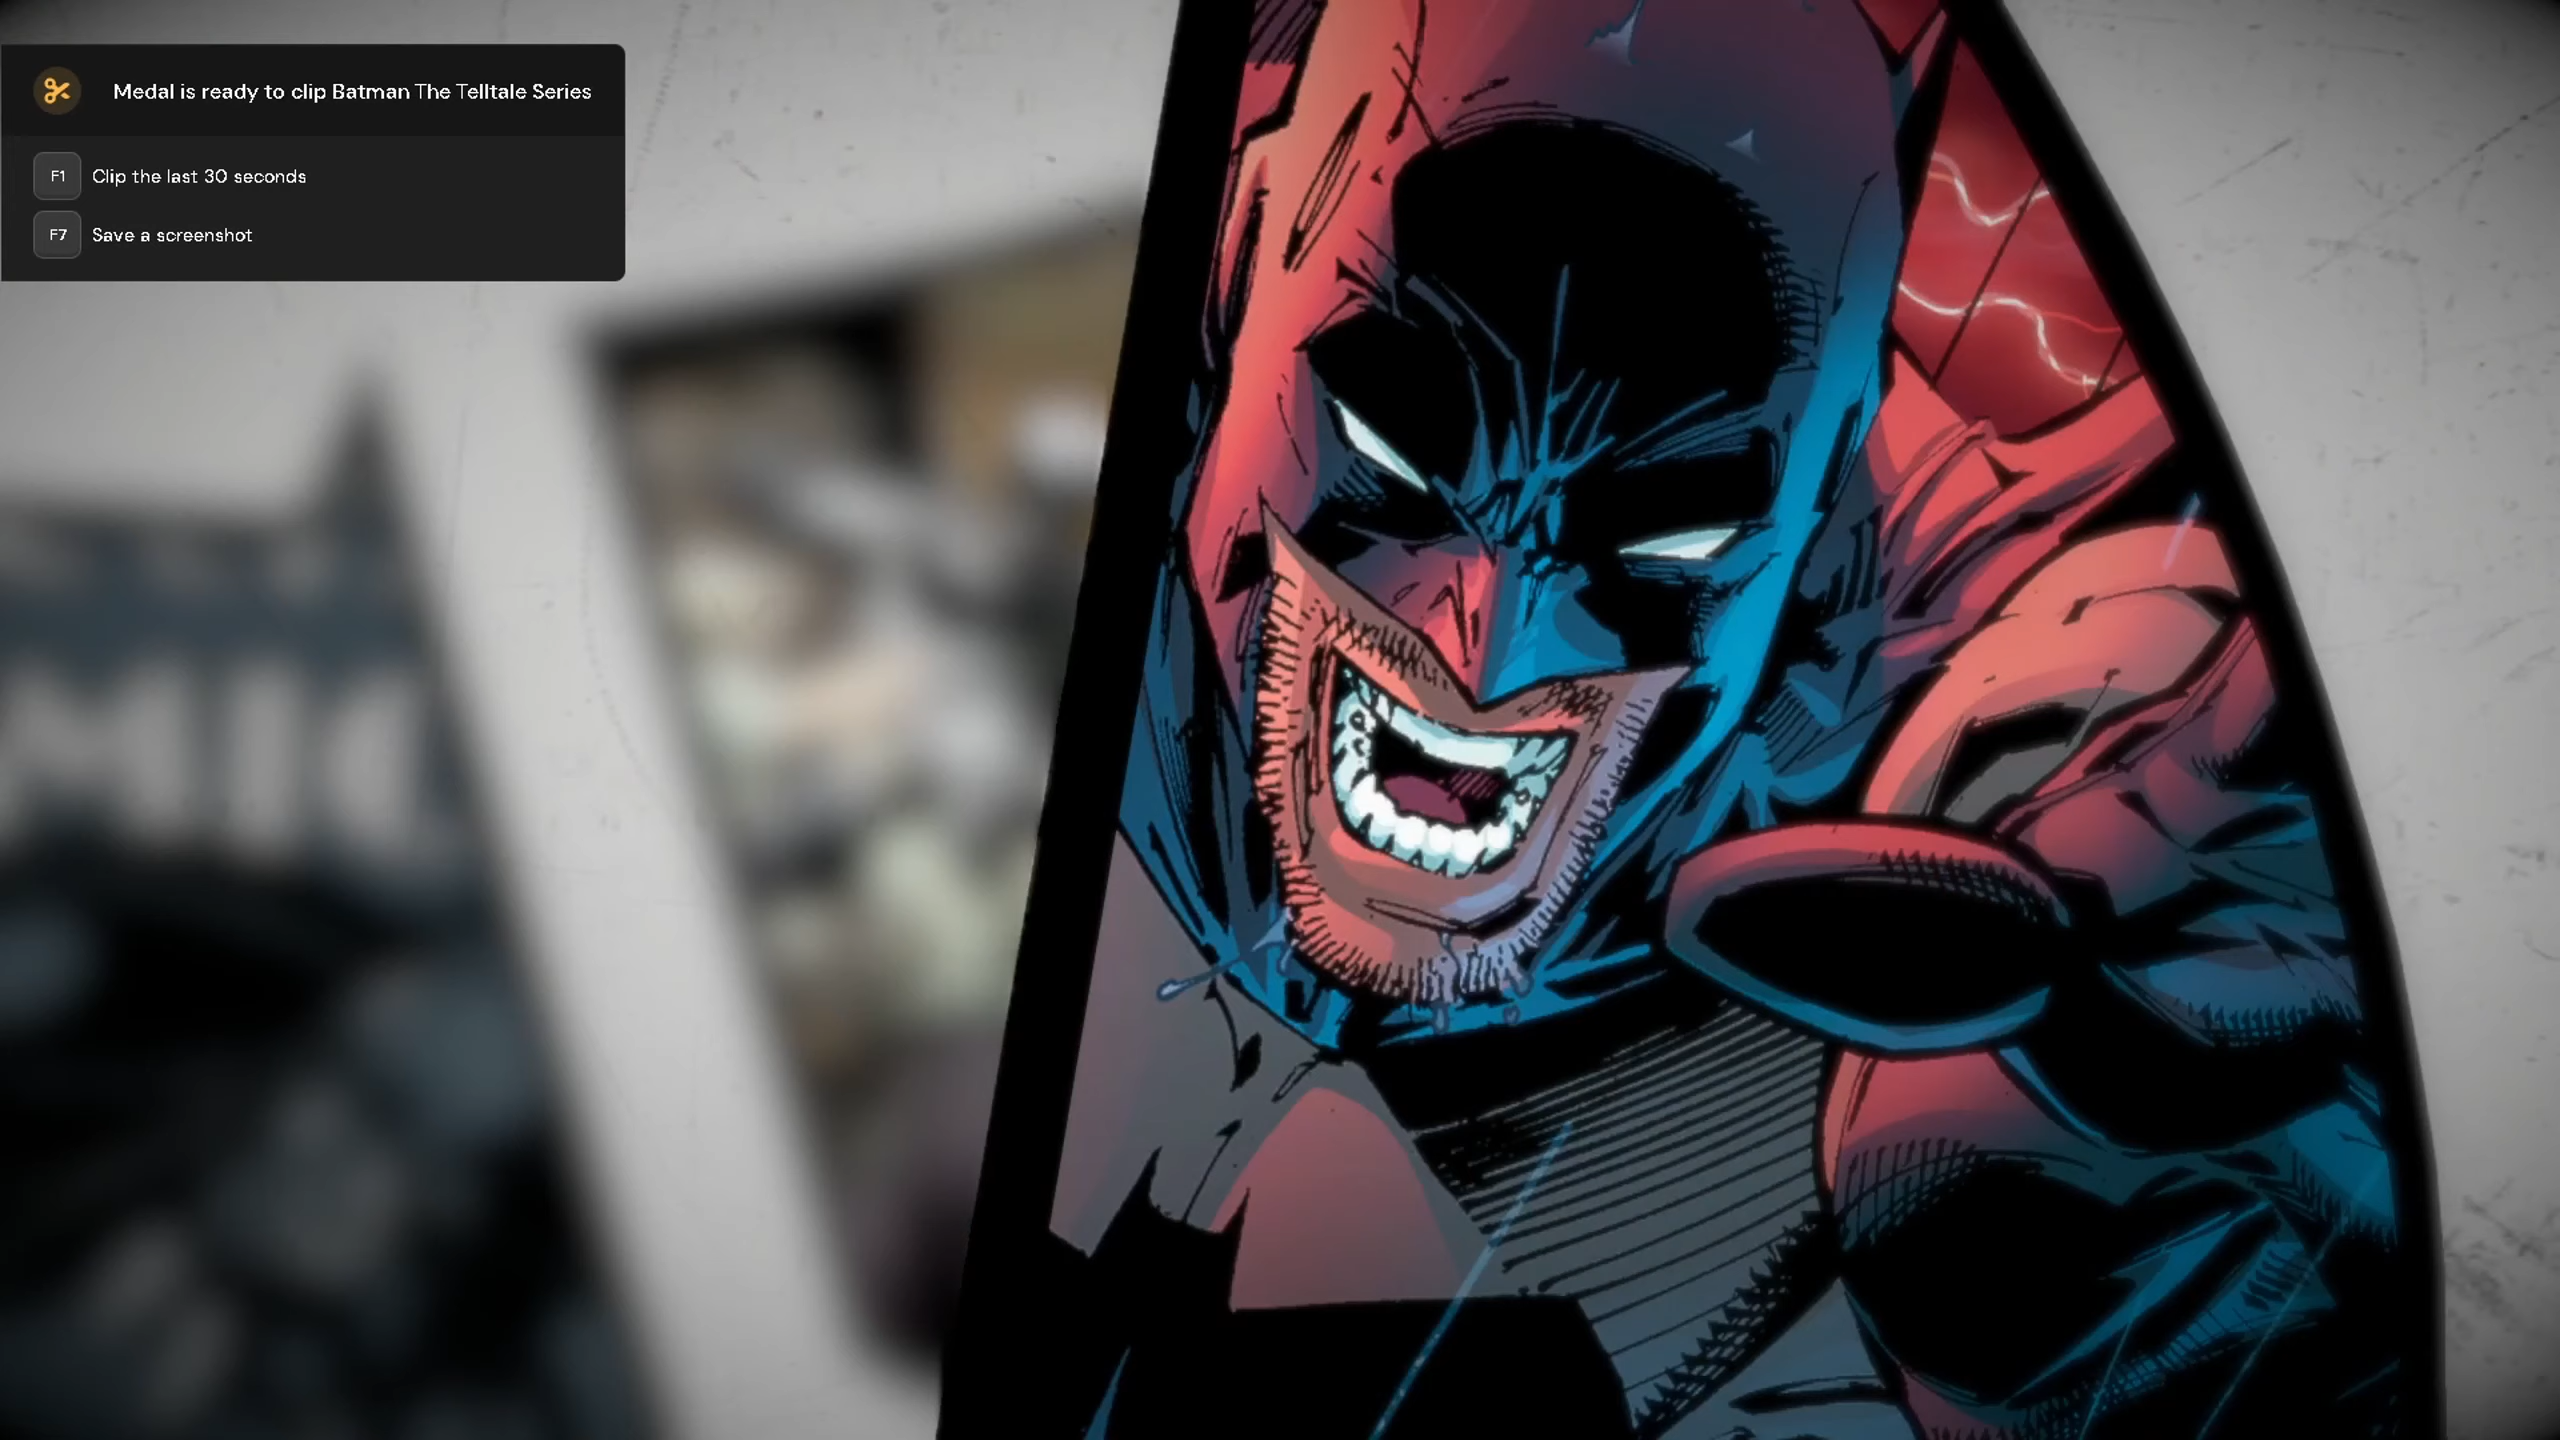 Medal is ready to clip Batman The Telltale Series
F1 Clip the last 30 seconds
F7 Save a screenshot